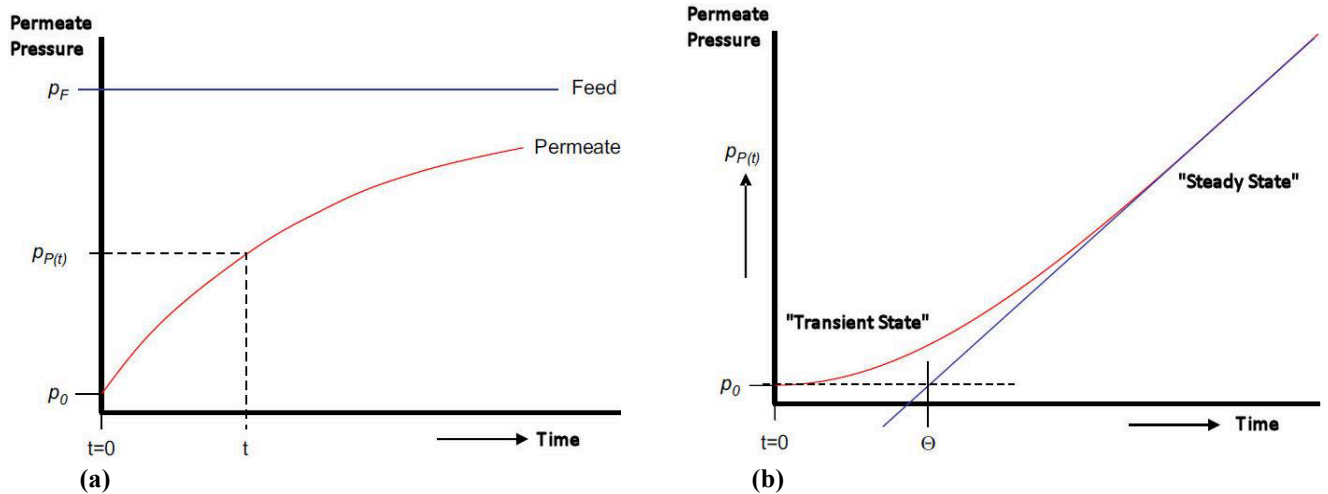 Permeate
Pressure
p_F
Feed
Permeate
p_P(t)
p_0
t=0
t
Time
(a)
Permeate
Pressure
p_P(t)
"Steady State"
"Transient State"
p_0
t=0
Θ
Time
(b)